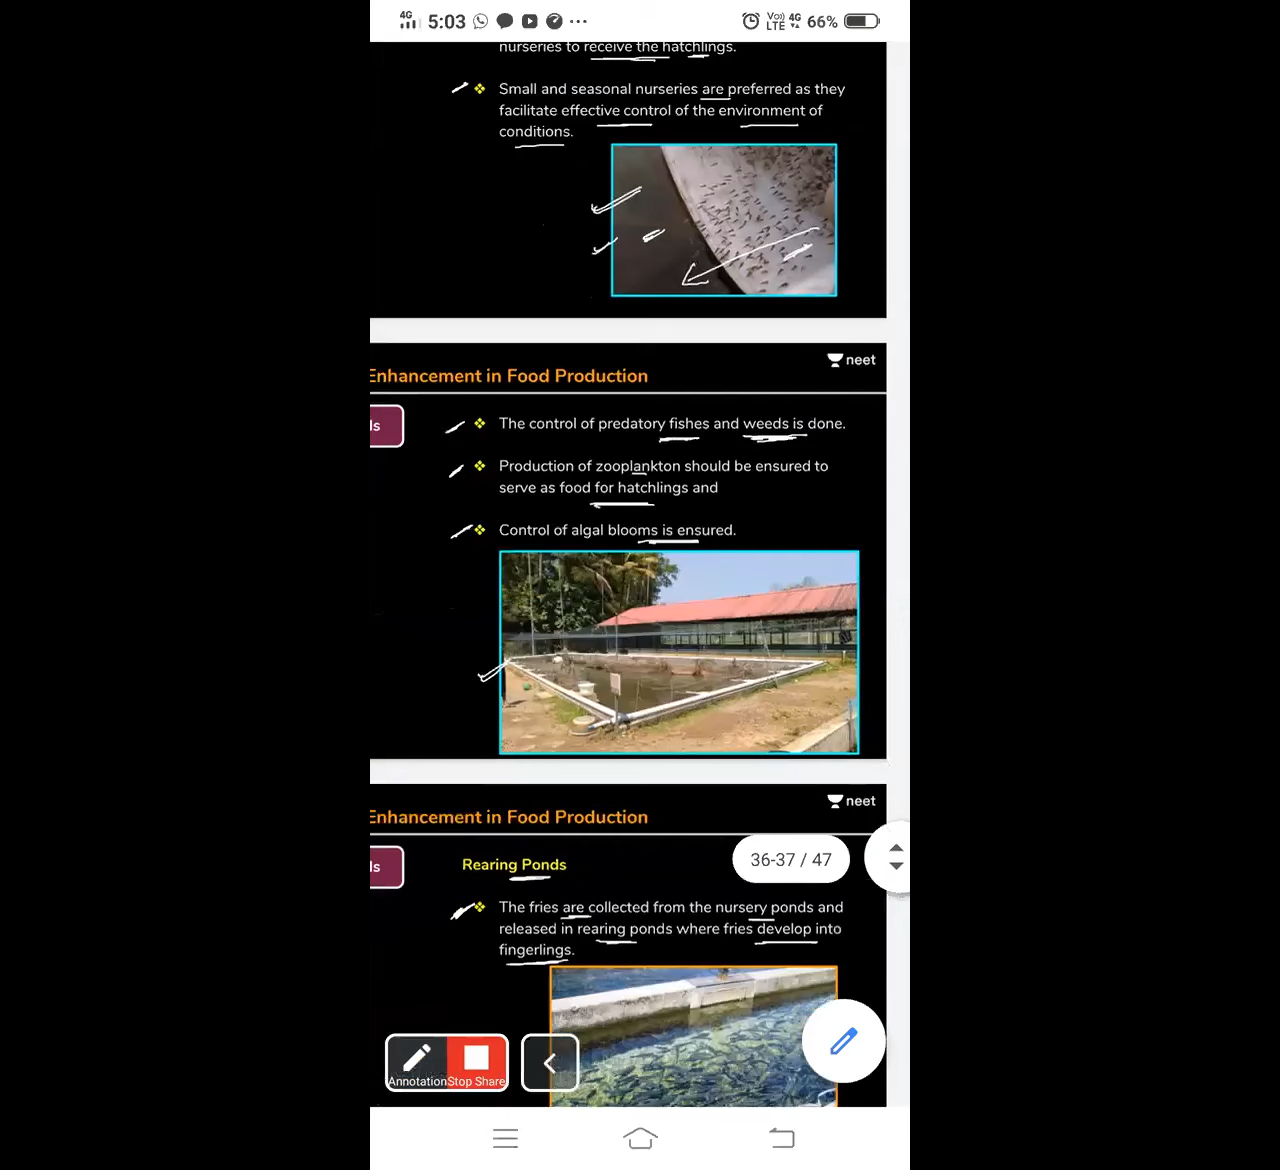 4G 5:03 ... Vo)) LTE 4G 66%
nurseries to receive the hatchlings.
Small and seasonal nurseries are preferred as they
facilitate effective control of the environment of
conditions.
neet
Enhancement in Food Production
ls
The control of predatory fishes and weeds is done.
Production of zooplankton should be ensured to
serve as food for hatchlings and
Control of algal blooms is ensured.
neet
Enhancement in Food Production
36-37 / 47
ls
Rearing Ponds
The fries are collected from the nursery ponds and
released in rearing ponds where fries develop into
fingerlings.
Annotation Stop Share